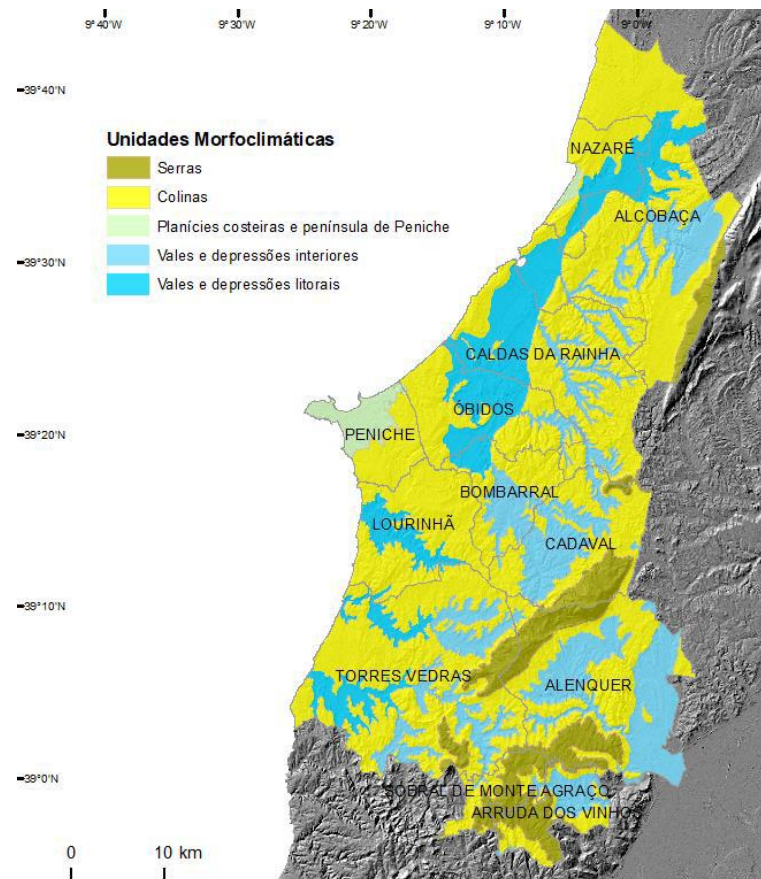 9° 40'W
9° 30'W
9° 20'W
9° 10'W
9° 0'W
39°40'N
39°30'N
39°20'N
39°10'N
39°0'N
Unidades Morfoclimáticas
Serras
Colinas
Planícies costeiras e península de Peniche
Vales e depressões interiores
Vales e depressões litorais
NAZARÉ
ALCOBAÇA
CALDAS DA RAINHA
ÓBIDOS
PENICHE
BOMBARRAL
LOURINHÃ
CADAVAL
TORRES VEDRAS
ALENQUER
SOBRAL DE MONTE AGRAÇO
ARRUDA DOS VINHOS
0 10 km